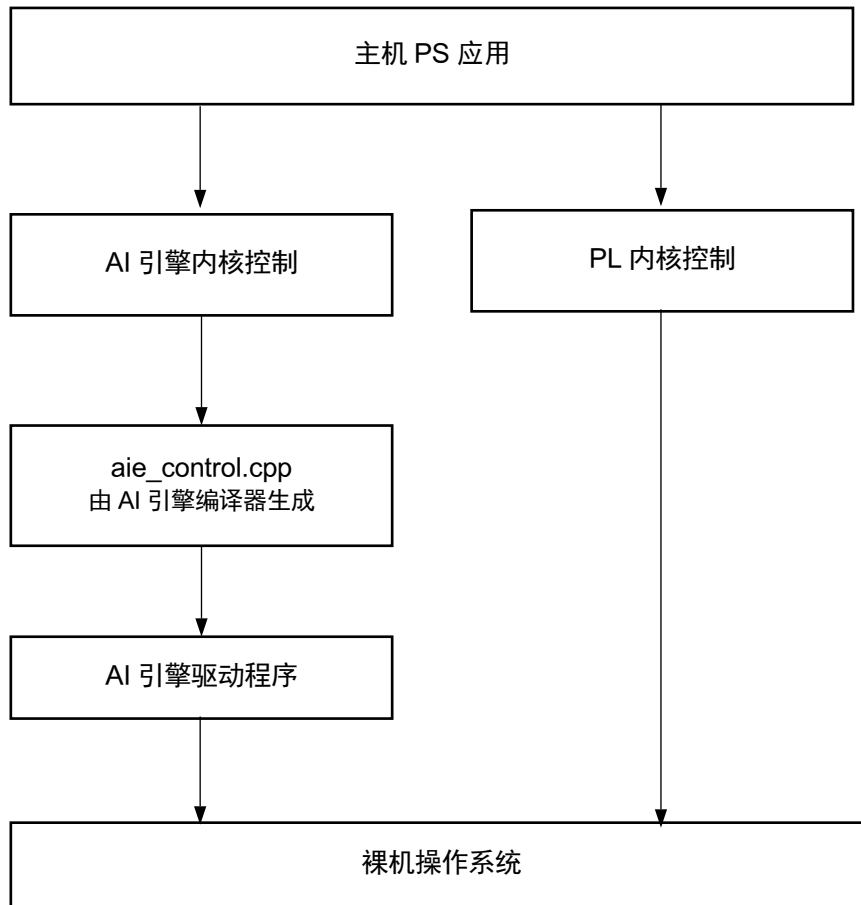 主机 PS 应用
AI 引擎内核控制
PL 内核控制
aie_control.cpp
由 AI 引擎编译器生成
AI 引擎驱动程序
裸机操作系统